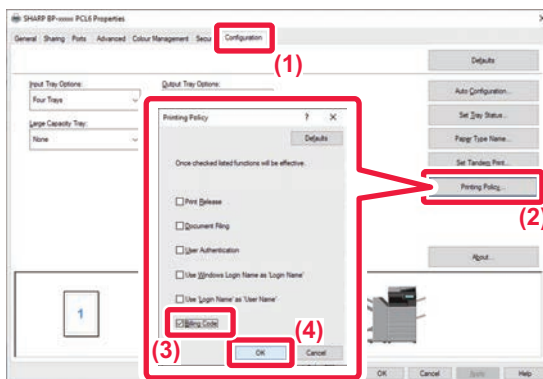 SHARP BP-xxxxx PCL6 Properties
General Sharing Ports Advanced Colour Management Secu Configuration
(1)
Defaults
Input Tray Options:
Output Tray Options:
Four Trays
Auto Configuration...
Large Capacity Tray:
None
Set Tray Status...
Paper Type Name...
Set Tandem Print...
Printing Policy...
(2)
About...
Printing Policy ? ×
Defaults
Once checked listed functions will be effective.
Print Release
Document Filing
User Authentication
Use Windows Login Name as 'Login Name'
Use 'Login Name' as 'User Name'
Billing Code
(3)
(4)
OK Cancel
1
OK Cancel Apply Help